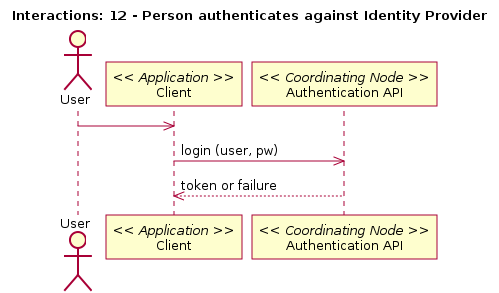 Interactions: 12 - Person authenticates against Identity Provider
User
<< Application >>
Client
<< Coordinating Node >>
Authentication API
login (user, pw)
token or failure
User
<< Application >>
Client
<< Coordinating Node >>
Authentication API